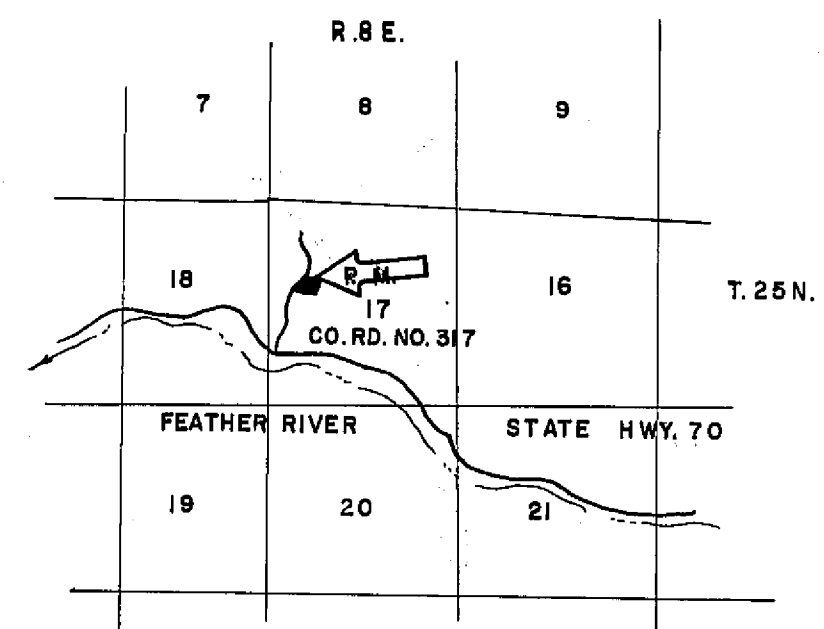 R.8 E.
7 8 9
18 R. M. 16 T. 25 N.
17
CO. RD. NO. 317
FEATHER RIVER STATE HWY. 70
19 20 21